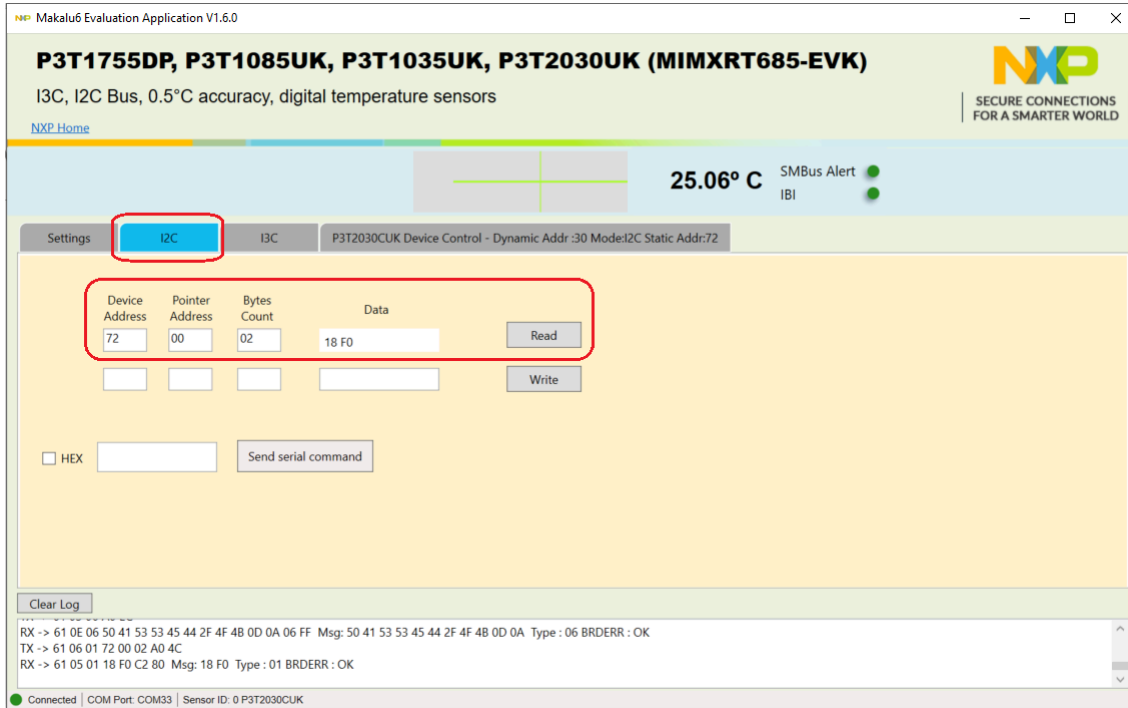 NXP Makalu6 Evaluation Application V1.6.0
P3T1755DP, P3T1085UK, P3T1035UK, P3T2030UK (MIMXRT685-EVK)
I3C, I2C Bus, 0.5°C accuracy, digital temperature sensors
NXP Home
NXP
SECURE CONNECTIONS
FOR A SMARTER WORLD
25.06º C
SMBus Alert
IBI
Settings
I2C
I3C
P3T2030CUK Device Control - Dynamic Addr :30 Mode:I2C Static Addr:72
Device
Address
Pointer
Address
Bytes
Count
Data
72
00
02
18 F0
Read
Write
HEX
Send serial command
Clear Log
RX -> 61 0E 06 50 41 53 53 45 44 2F 4F 4B 0D 0A 06 FF Msg: 50 41 53 53 45 44 2F 4F 4B 0D 0A Type : 06 BRDERR : OK
TX -> 61 06 01 72 00 02 A0 4C
RX -> 61 05 01 18 F0 C2 80 Msg: 18 F0 Type : 01 BRDERR : OK
Connected COM Port: COM33 Sensor ID: 0 P3T2030CUK